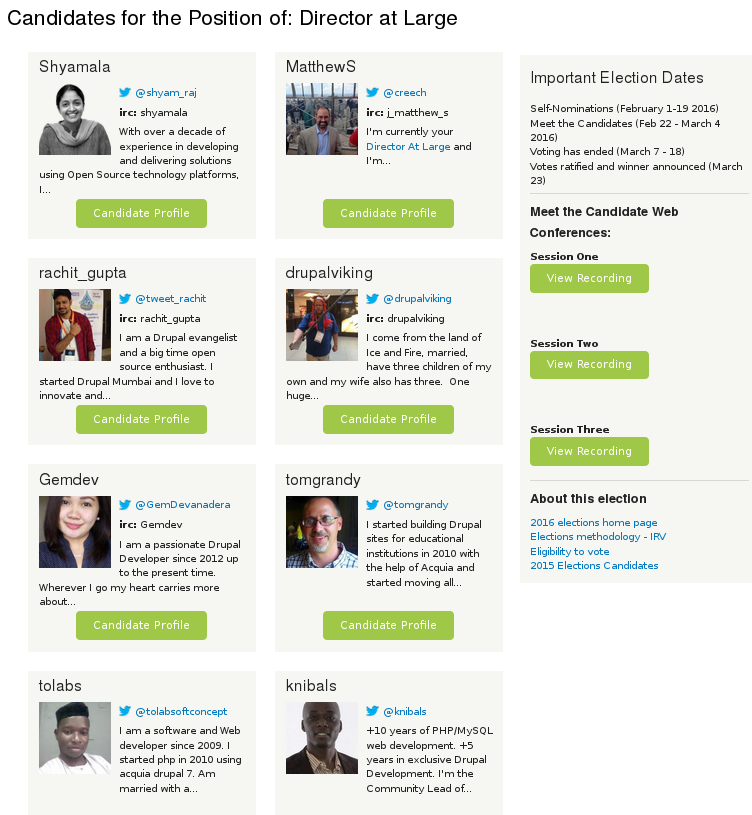 Candidates for the Position of: Director at Large
Shyamala
@shyam_raj
irc: shyamala
With over a decade of
experience in developing
and delivering solutions
using Open Source technology platforms,
I...
Candidate Profile
MatthewS
@creech
irc: j_matthew_s
I'm currently your
Director At Large and
I'm...
Candidate Profile
rachit_gupta
@tweet_rachit
irc: rachit_gupta
I am a Drupal evangelist
and a big time open
source enthusiast. I
started Drupal Mumbai and I love to
innovate and...
Candidate Profile
drupalviking
@drupalviking
irc: drupalviking
I come from the land of
Ice and Fire, married,
have three children of my
own and my wife also has three.  One
huge...
Candidate Profile
Gemdev
@GemDevanadera
irc: Gemdev
I am a passionate Drupal
Developer since 2012 up
to the present time.
Wherever I go my heart carries more
about...
Candidate Profile
tomgrandy
@tomgrandy
I started building Drupal
sites for educational
institutions in 2010 with
the help of Acquia and
started moving all...
Candidate Profile
tolabs
@tolabsoftconcept
I am a software and Web
developer since 2009. I
started php in 2010 using
acquia drupal 7. Am
married with a...
knibals
@knibals
+10 years of PHP/MySQL
web development. +5
years in exclusive Drupal
Development. I'm the
Community Lead of...
Important Election Dates
Self-Nominations (February 1-19 2016)
Meet the Candidates (Feb 22 - March 4
2016)
Voting has ended (March 7 - 18)
Votes ratified and winner announced (March
23)
Meet the Candidate Web
Conferences:
Session One
View Recording
Session Two
View Recording
Session Three
View Recording
About this election
2016 elections home page
Elections methodology - IRV
Eligibility to vote
2015 Elections Candidates